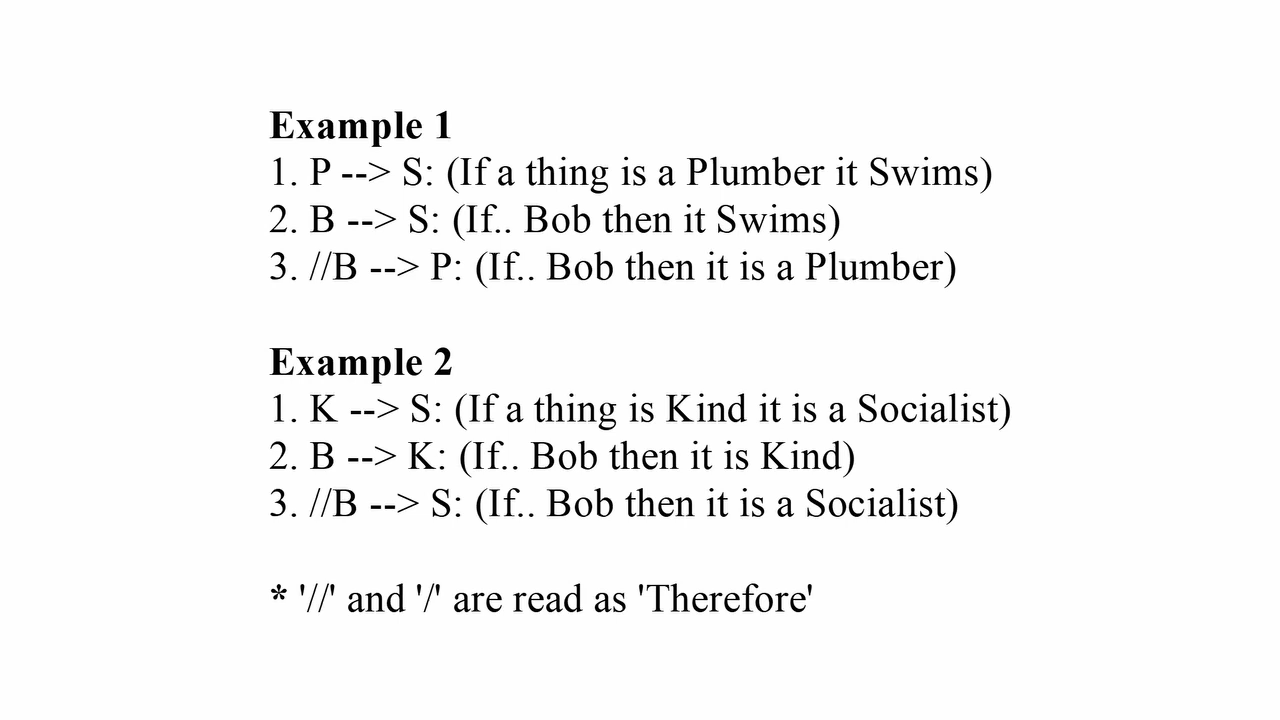 Example 1
1. P --> S: (If a thing is a Plumber it Swims)
2. B --> S: (If.. Bob then it Swims)
3. //B --> P: (If.. Bob then it is a Plumber)
Example 2
1. K --> S: (If a thing is Kind it is a Socialist)
2. B --> K: (If.. Bob then it is Kind)
3. //B --> S: (If.. Bob then it is a Socialist)
* '//' and '/' are read as 'Therefore'